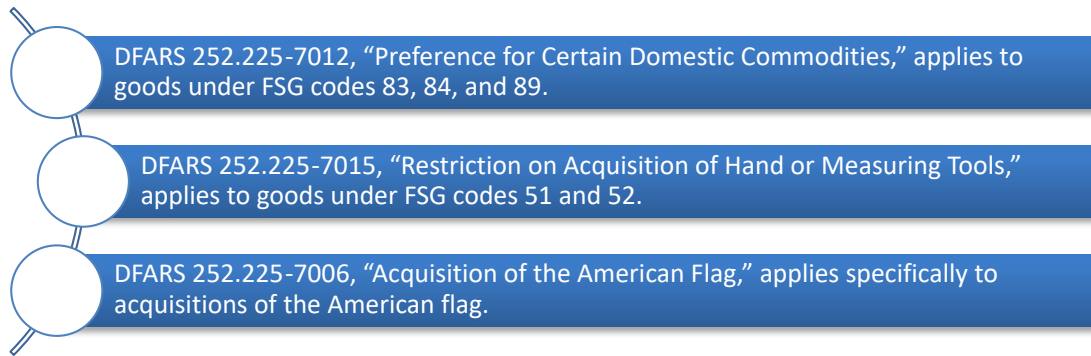 DFARS 252.225-7012, “Preference for Certain Domestic Commodities,” applies to
goods under FSG codes 83, 84, and 89.
DFARS 252.225-7015, “Restriction on Acquisition of Hand or Measuring Tools,”
applies to goods under FSG codes 51 and 52.
DFARS 252.225-7006, “Acquisition of the American Flag,” applies specifically to
acquisitions of the American flag.